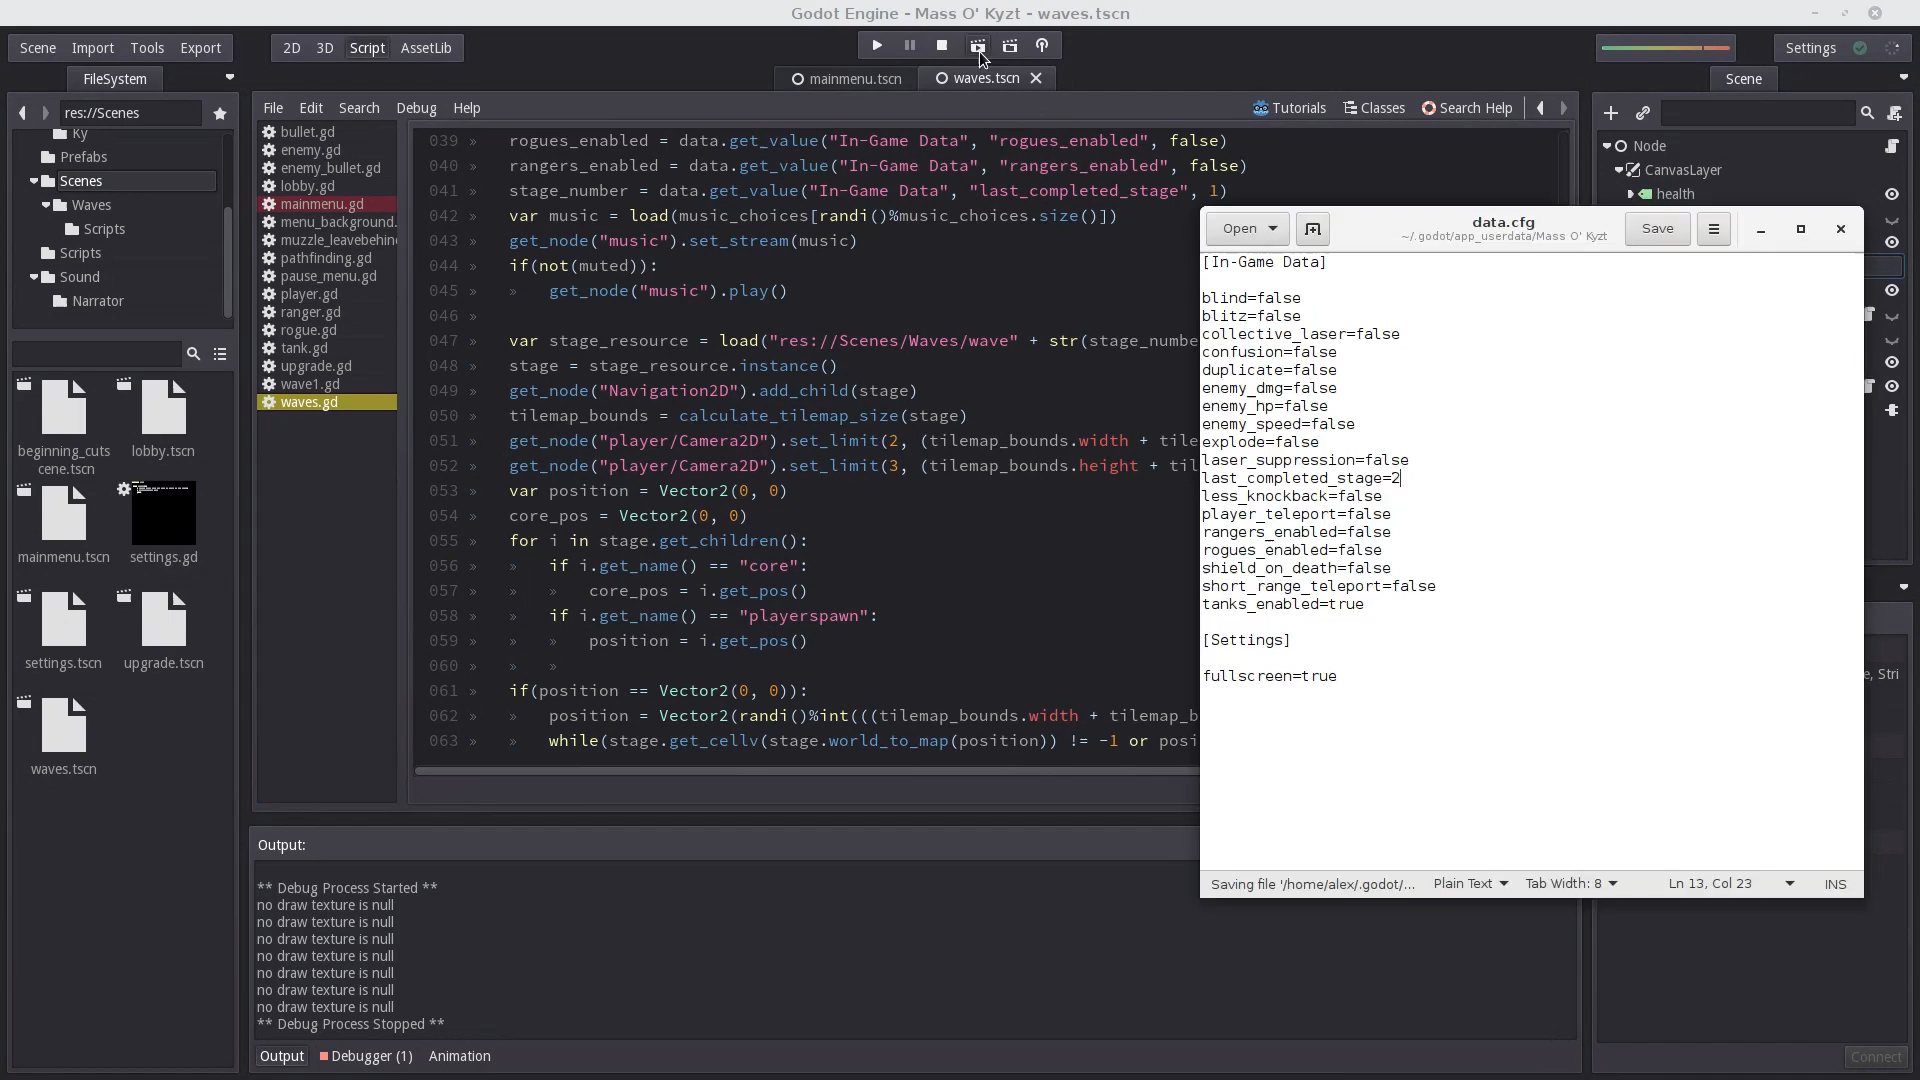 Godot Engine - Mass O' Kyzt - waves.tscn
Scene Import Tools Export
2D 3D Script AssetLib
Settings
FileSystem
mainmenu.tscn
waves.tscn
Scene
res://Scenes
Ky
Prefabs
Scenes
Waves
Scripts
Scripts
Sound
Narrator
beginning_cuts
cene.tscn
lobby.tscn
mainmenu.tscn
settings.gd
settings.tscn
upgrade.tscn
waves.tscn
File Edit Search Debug Help
Tutorials Classes Search Help
bullet.gd
enemy.gd
enemy_bullet.gd
lobby.gd
mainmenu.gd
menu_background.
muzzle_leavebehin
pathfinding.gd
pause_menu.gd
player.gd
ranger.gd
rogue.gd
tank.gd
upgrade.gd
wave1.gd
waves.gd
039 » rogues_enabled = data.get_value("In-Game Data", "rogues_enabled", false)
040 » rangers_enabled = data.get_value("In-Game Data", "rangers_enabled", false)
041 » stage_number = data.get_value("In-Game Data", "last_completed_stage", 1)
042 » var music = load(music_choices[randi()%music_choices.size()])
043 » get_node("music").set_stream(music)
044 » if(not(muted)):
045 » » get_node("music").play()
046
047 » var stage_resource = load("res://Scenes/Waves/wave" + str(stage_numbe
048 » stage = stage_resource.instance()
049 » get_node("Navigation2D").add_child(stage)
050 » tilemap_bounds = calculate_tilemap_size(stage)
051 » get_node("player/Camera2D").set_limit(2, (tilemap_bounds.width + tile
052 » get_node("player/Camera2D").set_limit(3, (tilemap_bounds.height + til
053 » var position = Vector2(0, 0)
054 » core_pos = Vector2(0, 0)
055 » for i in stage.get_children():
056 » » if i.get_name() == "core":
057 » » » core_pos = i.get_pos()
058 » » if i.get_name() == "playerspawn":
059 » » » position = i.get_pos()
060 » » »
061 » if(position == Vector2(0, 0)):
062 » » position = Vector2(randi()%int(((tilemap_bounds.width + tilemap_b
063 » » while(stage.get_cellv(stage.world_to_map(position)) != -1 or posi
Node
CanvasLayer
health
e, Stri
Connect
Open
data.cfg
~/.godot/app_userdata/Mass O' Kyzt
Save
[In-Game Data]
blind=false
blitz=false
collective_laser=false
confusion=false
duplicate=false
enemy_dmg=false
enemy_hp=false
enemy_speed=false
explode=false
laser_suppression=false
last_completed_stage=2
less_knockback=false
player_teleport=false
rangers_enabled=false
rogues_enabled=false
shield_on_death=false
short_range_teleport=false
tanks_enabled=true
[Settings]
fullscreen=true
Saving file '/home/alex/.godot/... Plain Text Tab Width: 8 Ln 13, Col 23 INS
Output:
** Debug Process Started **
no draw texture is null
no draw texture is null
no draw texture is null
no draw texture is null
no draw texture is null
no draw texture is null
no draw texture is null
** Debug Process Stopped **
Output Debugger (1) Animation